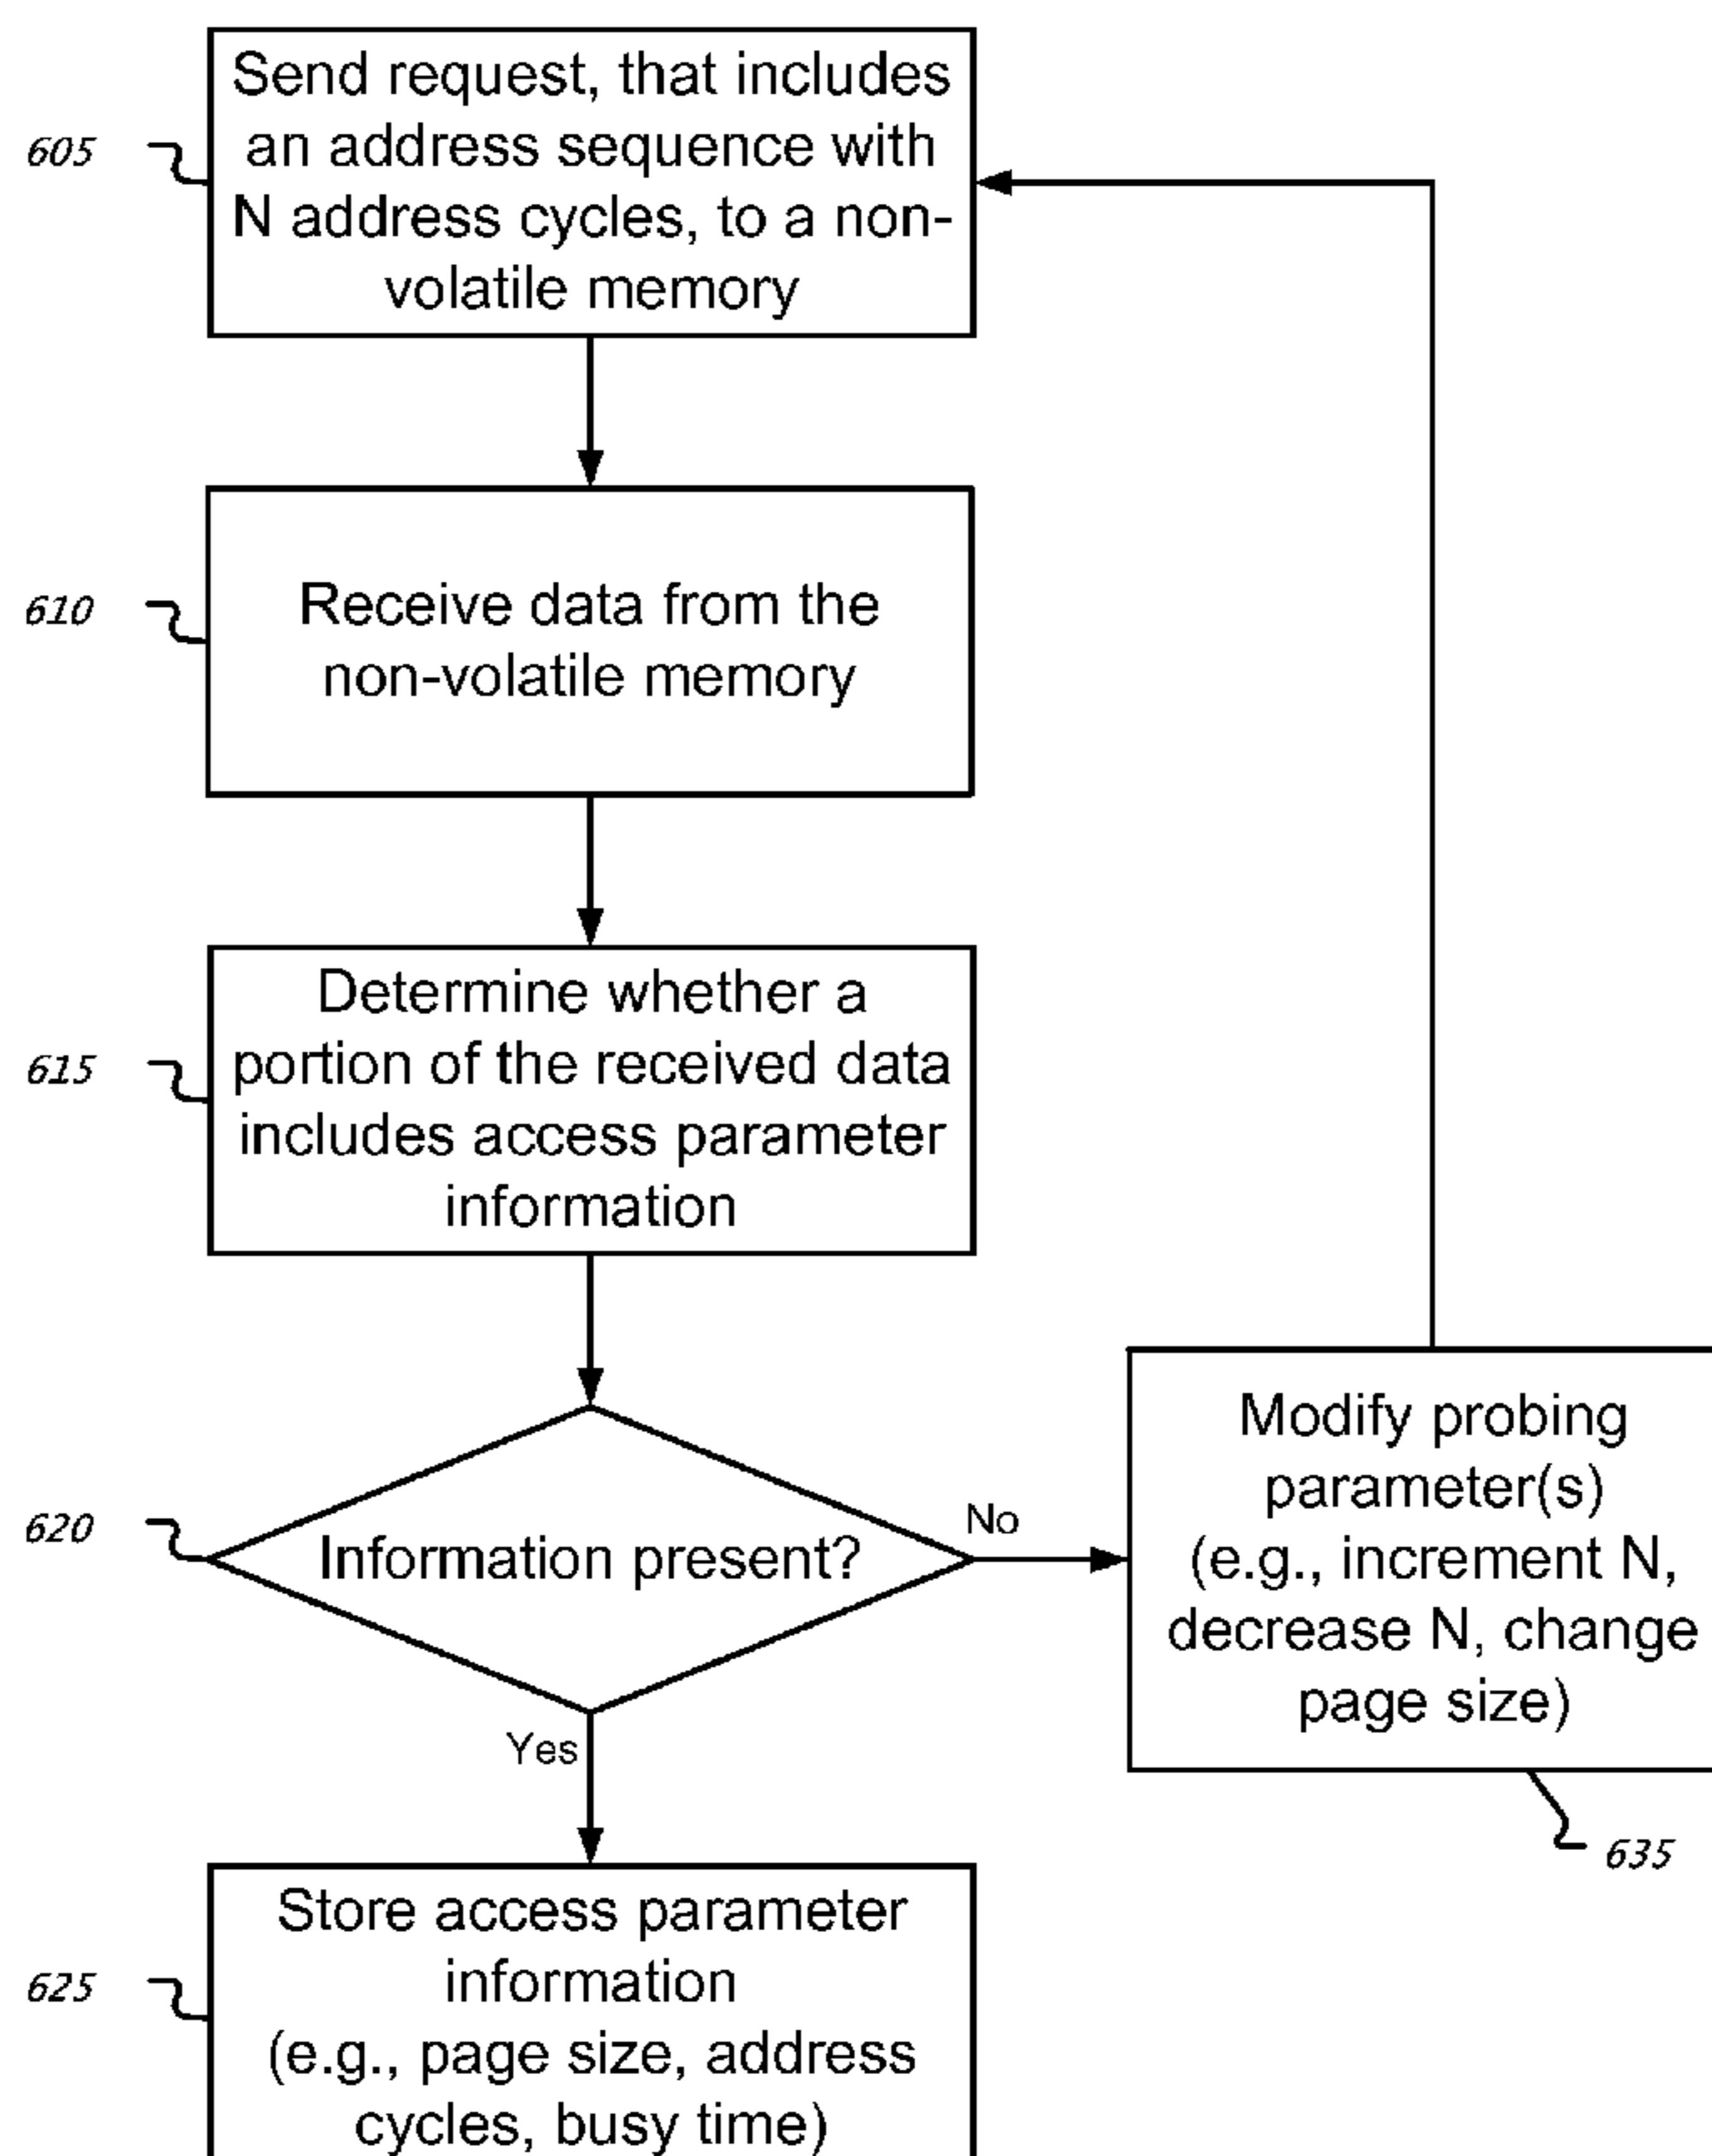 605
Send request, that includes
an address sequence with
N address cycles, to a non-
volatile memory
610
Receive data from the
non-volatile memory
615
Determine whether a
portion of the received data
includes access parameter
information
620
Information present?
No
Yes
Modify probing
parameter(s)
(e.g., increment N,
decrease N, change
page size)
635
625
Store access parameter
information
(e.g., page size, address
cycles, busy time)